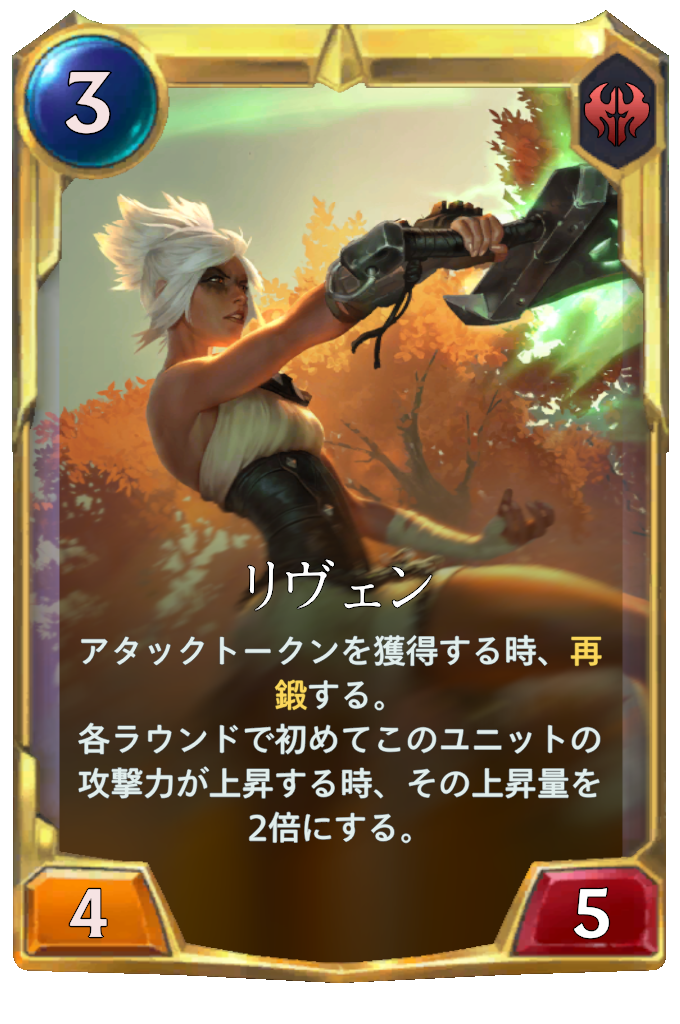 3
リヴェン
アタックトークンを獲得する時、再
鍛する。
各ラウンドで初めてこのユニットの
攻撃力が上昇する時、その上昇量を
2倍にする。
4 5